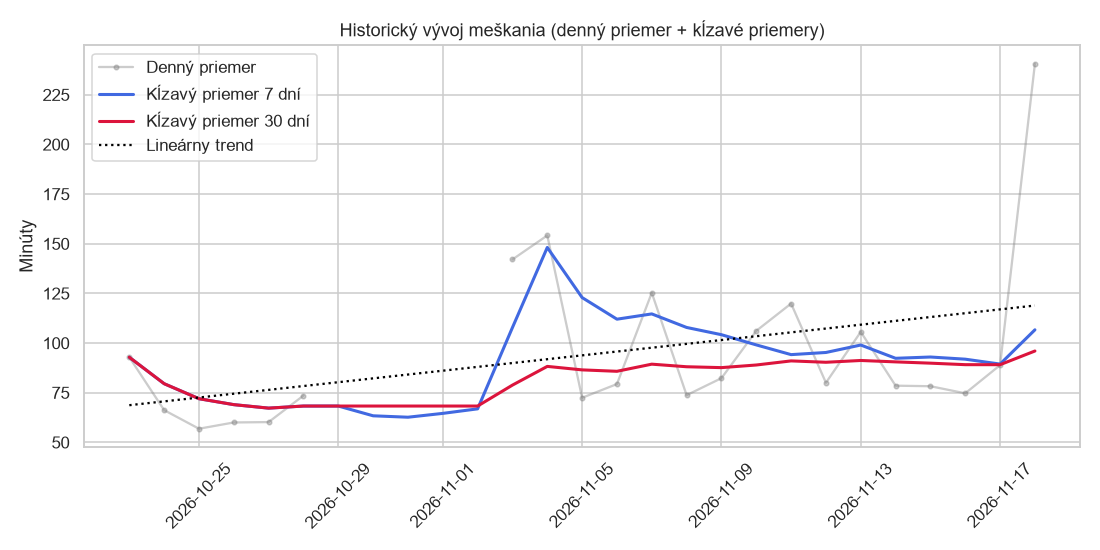 Historický vývoj meškania (denný priemer + kĺzavé priemery)
Denný priemer
Kĺzavý priemer 7 dní
Kĺzavý priemer 30 dní
Lineárny trend
Minúty
225
200
175
150
125
100
75
50
2026-10-25
2026-10-29
2026-11-01
2026-11-05
2026-11-09
2026-11-13
2026-11-17